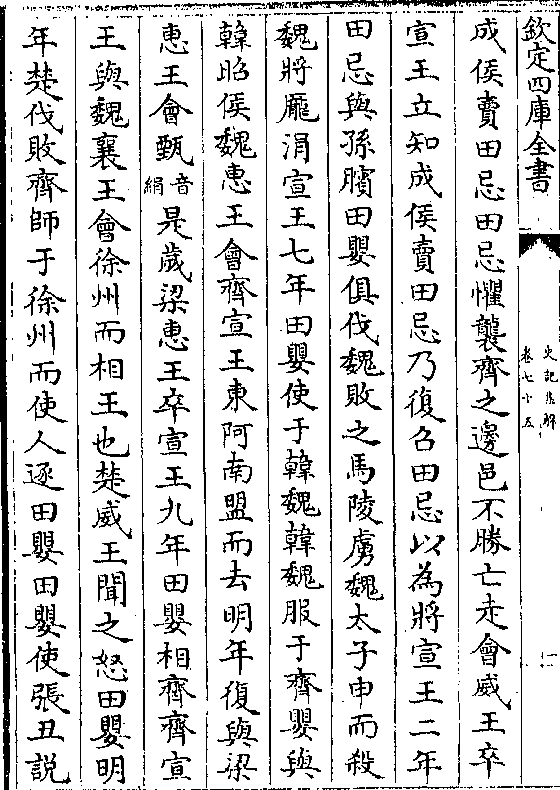 欽定四庫全書
史記集解
卷七十五
一
成侯賣田忌田忌懼襲齊之邊邑不勝亡走會威王卒
宣王立知成侯賣田忌乃復召田忌以為將宣王二年
田忌與孫臏田嬰俱伐魏敗之馬陵虜魏太子申而殺
魏將龐涓宣王七年田嬰使于韓魏韓魏服于齊嬰與
韓昭侯魏惠王會齊宣王東阿南盟而去明年復與梁
惠王會甄音絹是歲梁惠王卒宣王九年田嬰相齊齊宣
王與魏襄王會徐州而相王也楚威王聞之怒田嬰明
年楚伐敗齊師于徐州而使人逐田嬰田嬰使張丑説